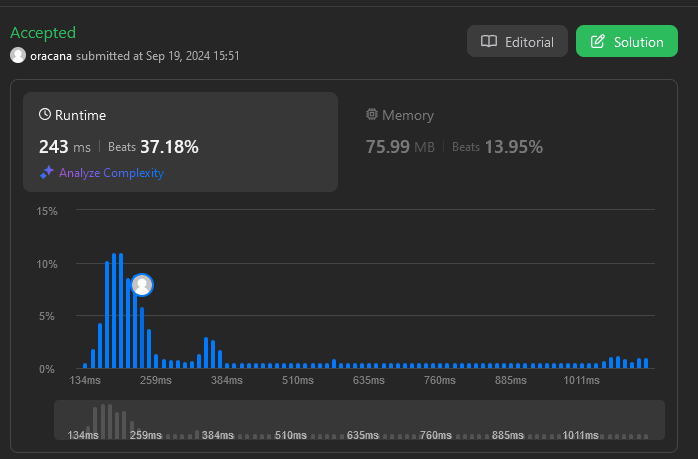 Accepted
oracana submitted at Sep 19, 2024 15:51
Editorial
Solution
Runtime
243 ms | Beats 37.18%
Analyze Complexity
Memory
75.99 MB | Beats 13.95%
15%
10%
5%
0%
134ms 259ms 384ms 510ms 635ms 760ms 885ms 1011ms
134ms 259ms 384ms 510ms 635ms 760ms 885ms 1011ms